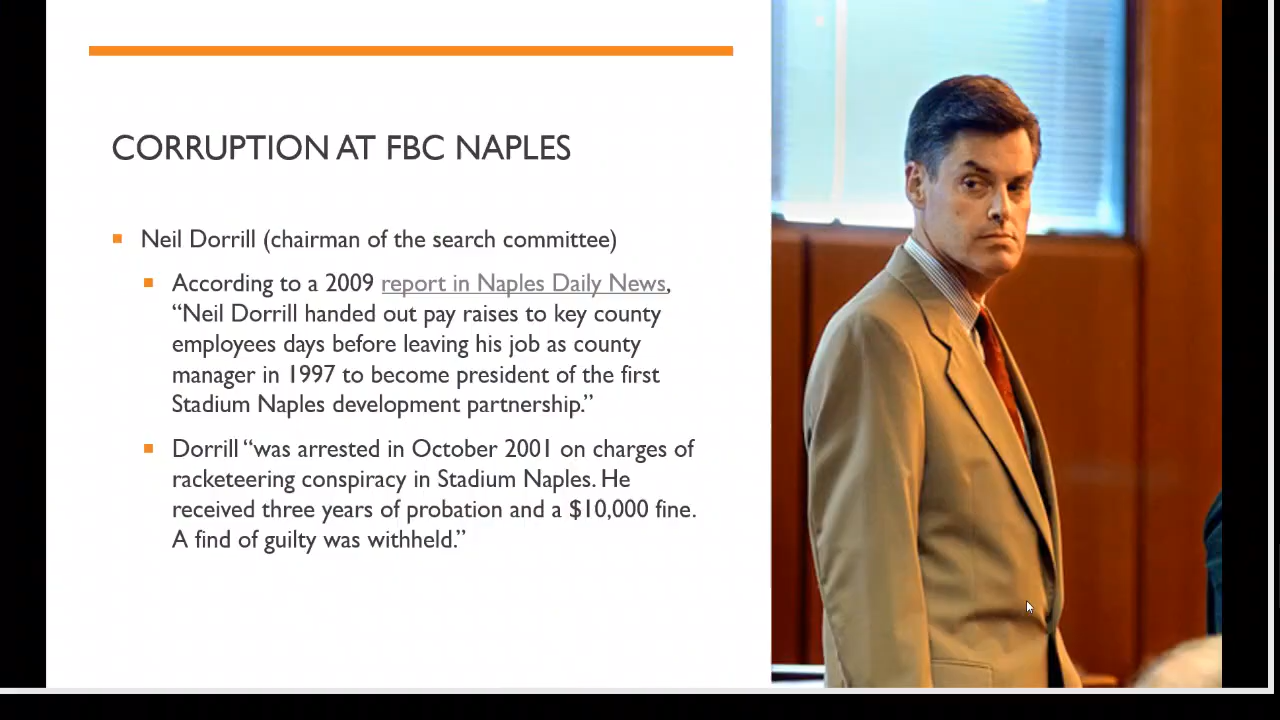 CORRUPTION AT FBC NAPLES
Neil Dorrill (chairman of the search committee)
According to a 2009 report in Naples Daily News,
“Neil Dorrill handed out pay raises to key county
employees days before leaving his job as county
manager in 1997 to become president of the first
Stadium Naples development partnership.”
Dorrill “was arrested in October 2001 on charges of
racketeering conspiracy in Stadium Naples. He
received three years of probation and a $10,000 fine.
A find of guilty was withheld.”